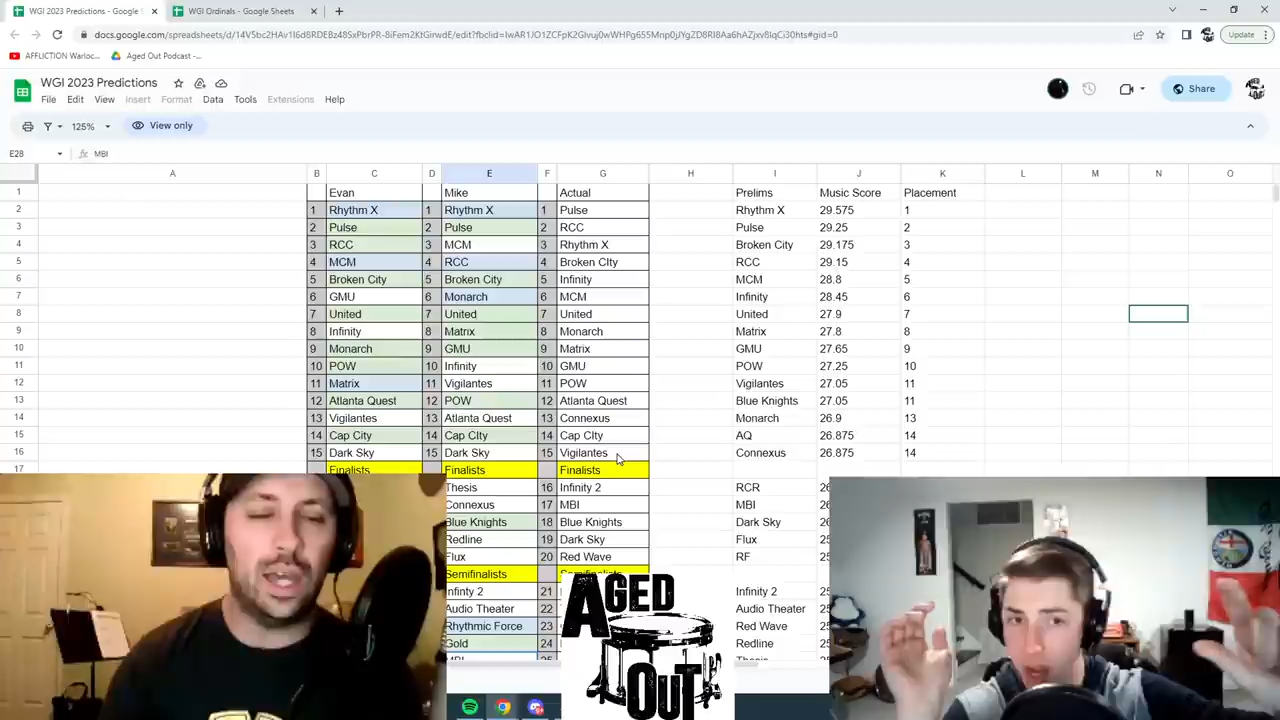 WGI 2023 Predictions - Google S
WGI Ordinals - Google Sheets
Update
AFFLICTION Warloc...
Aged Out Podcast -...
WGI 2023 Predictions
File Edit View Insert Format Data Tools Extensions Help
Share
125%
View only
E28 MBI
A B C D E F G H I J K L M N O
1 Evan Mike Actual Prelims Music Score Placement
2 1 Rhythm X 1 Rhythm X 1 Pulse Rhythm X 29.575 1
3 2 Pulse 2 Pulse 2 RCC Pulse 29.25 2
4 3 RCC 3 MCM 3 Rhythm X Broken City 29.175 3
5 4 MCM 4 RCC 4 Broken CIty RCC 29.15 4
6 5 Broken City 5 Broken City 5 Infinity MCM 28.8 5
7 6 GMU 6 Monarch 6 MCM Infinity 28.45 6
8 7 United 7 United 7 United United 27.9 7
9 8 Infinity 8 Matrix 8 Monarch Matrix 27.8 8
10 9 Monarch 9 GMU 9 Matrix GMU 27.65 9
11 10 POW 10 Infinity 10 GMU POW 27.25 10
12 11 Matrix 11 Vigilantes 11 POW Vigilantes 27.05 11
13 12 Atlanta Quest 12 POW 12 Atlanta Quest Blue Knights 27.05 11
14 13 Vigilantes 13 Atlanta Quest 13 Connexus Monarch 26.9 13
15 14 Cap City 14 Cap CIty 14 Cap CIty AQ 26.875 14
16 15 Dark Sky 15 Dark Sky 15 Vigilantes Connexus 26.875 14
17 Finalists Finalists Finalists
Thesis 16 Infinity 2 RCR
Connexus 17 MBI MBI
Blue Knights 18 Blue Knights Dark Sky
Redline 19 Dark Sky Flux
Flux 20 Red Wave RF
Semifinalists
Infinty 2 21 Infinity 2
Audio Theater 22 Audio Theater
Rhythmic Force 23 Red Wave
Gold 24 Redline
MBI 25 Thesis
AGED OUT